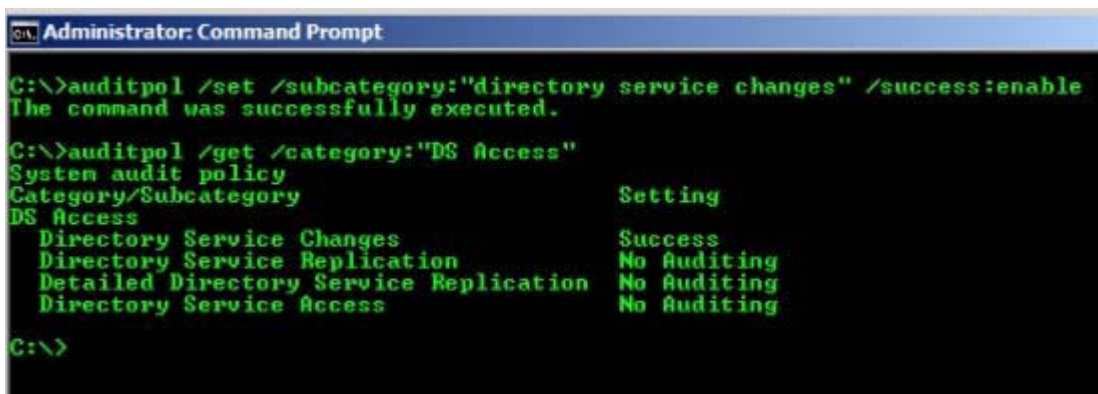 Administrator: Command Prompt
C:\>auditpol /set /subcategory:"directory service changes" /success:enable
The command was successfully executed.
C:\>auditpol /get /category:"DS Access"
System audit policy
Category/Subcategory                      Setting
DS Access
  Directory Service Changes               Success
  Directory Service Replication           No Auditing
  Detailed Directory Service Replication  No Auditing
  Directory Service Access                No Auditing
C:\>